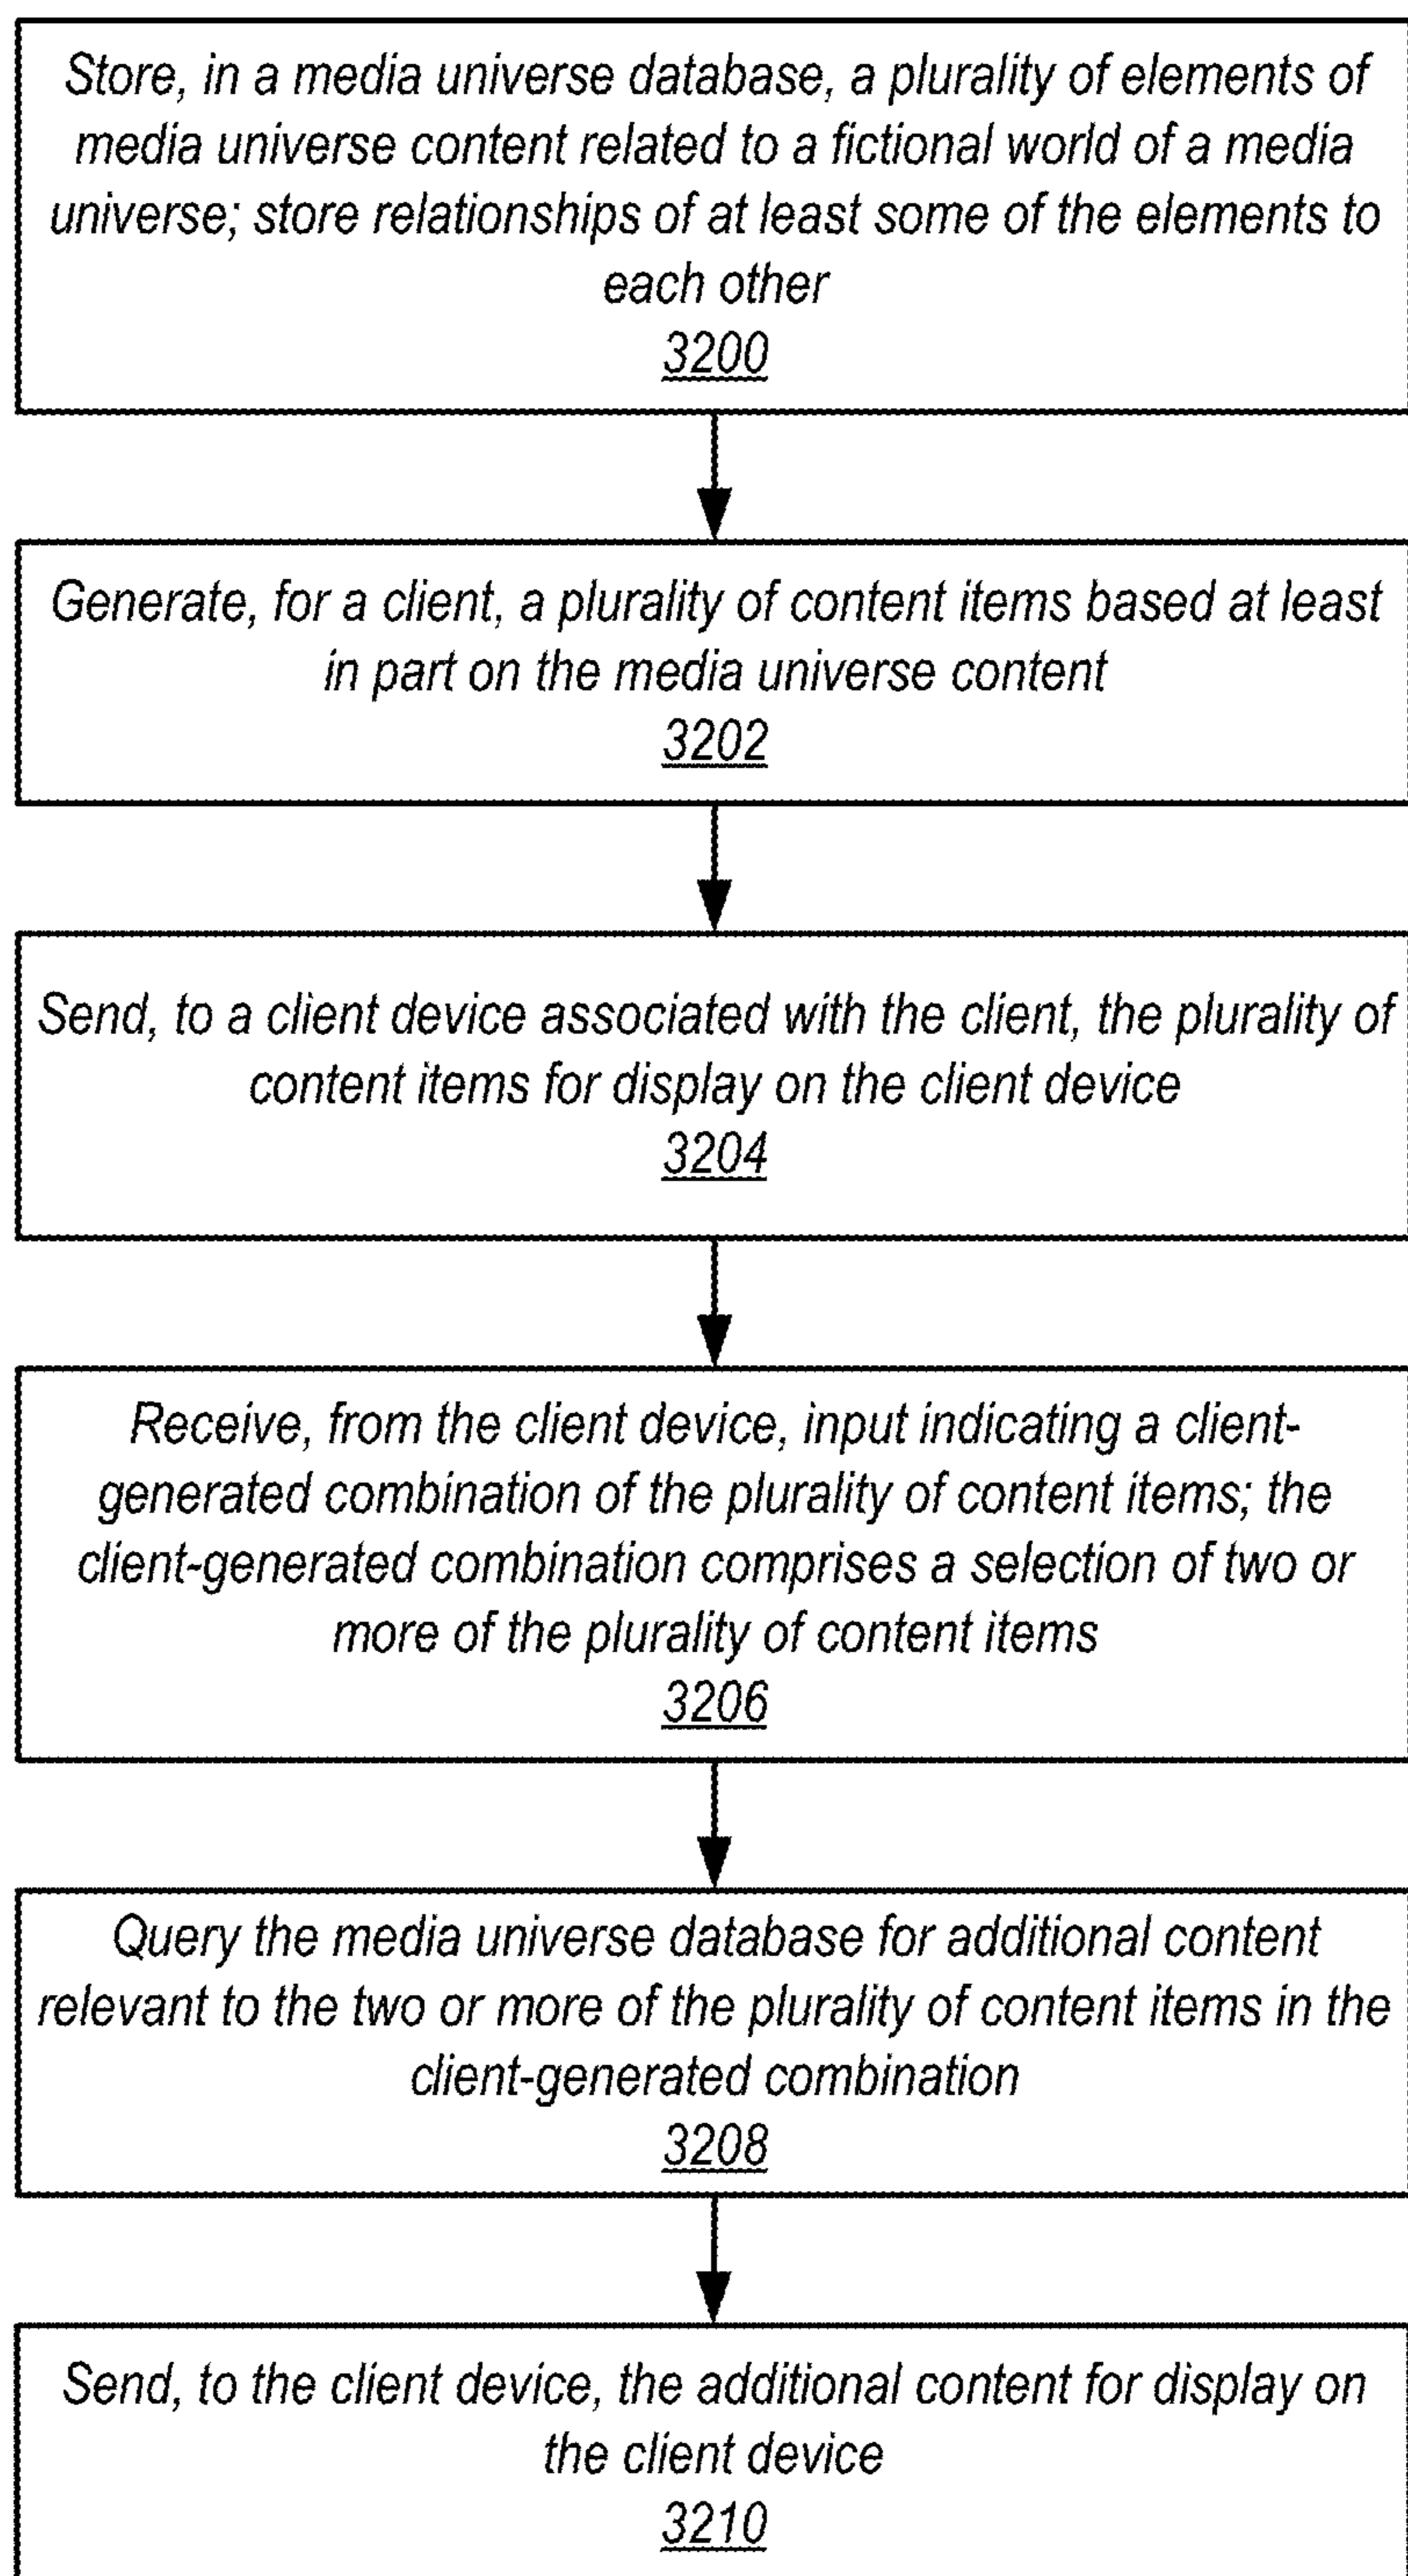 Store, in a media universe database, a plurality of elements of
media universe content related to a fictional world of a media
universe; store relationships of at least some of the elements to
each other
3200
Generate, for a client, a plurality of content items based at least
in part on the media universe content
3202
Send, to a client device associated with the client, the plurality of
content items for display on the client device
3204
Receive, from the client device, input indicating a client-
generated combination of the plurality of content items; the
client-generated combination comprises a selection of two or
more of the plurality of content items
3206
Query the media universe database for additional content
relevant to the two or more of the plurality of content items in the
client-generated combination
3208
Send, to the client device, the additional content for display on
the client device
3210